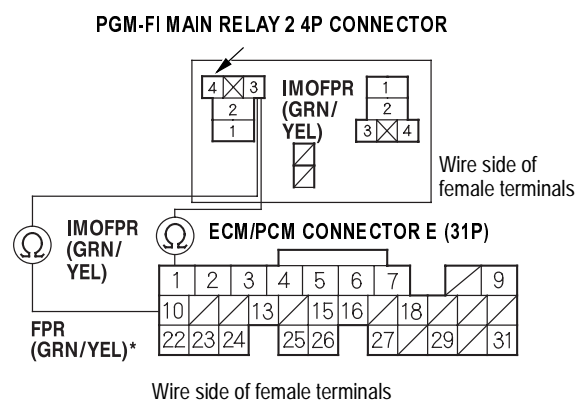 PGM-FI MAIN RELAY 2 4P CONNECTOR
4 3
2
1
IMOFPR
(GRN/
YEL)
1
2
3 4
Wire side of
female terminals
Ω
IMOFPR
(GRN/
YEL)
Ω
ECM/PCM CONNECTOR E (31P)
1 2 3 4 5 6 7 9
10 13 15 16 18
22 23 24 25 26 27 29 31
FPR
(GRN/YEL)*
Wire side of female terminals